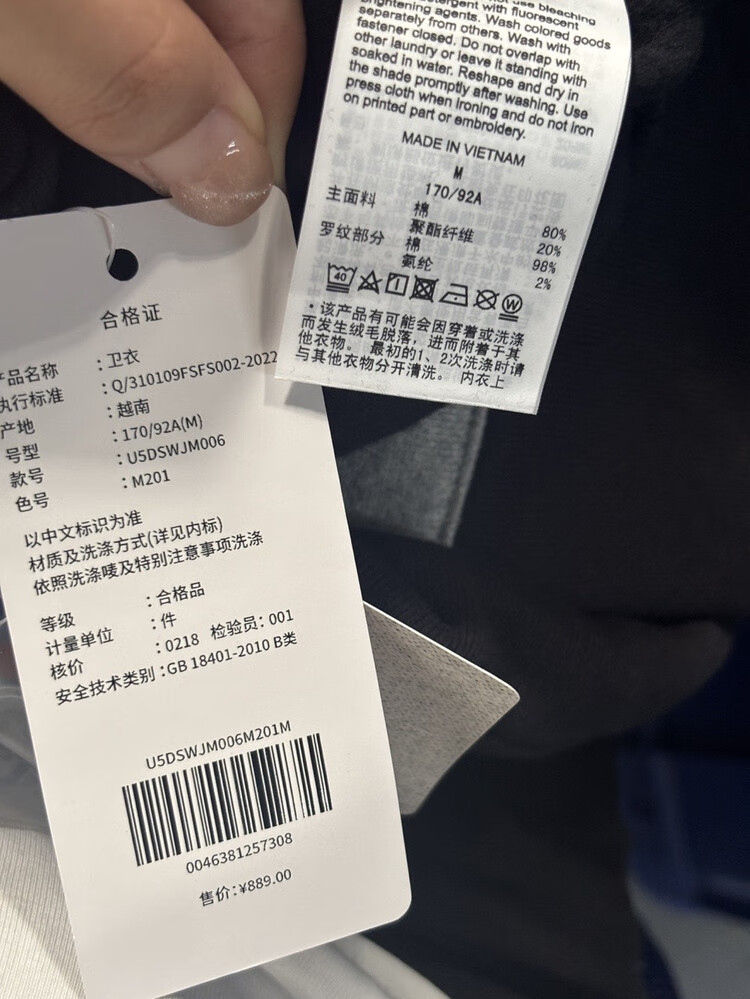 not use bleaching
detergent with fluorescent
brightening agents. Wash colored goods
separately from others. Wash with
fastener closed. Do not overlap with
other laundry or leave it standing with
soaked in water. Reshape and dry in
the shade promptly after washing. Use
press cloth when ironing and do not iron
on printed part or embroidery.
MADE IN VIETNAM
M
170/92A
主面料 棉 80%
聚酯纤维 20%
罗纹部分 棉 98%
氨纶 2%
40
W
·该产品有可能会因穿着或洗涤
而发生绒毛脱落,进而附着于其
他衣物。 最初的1、2次洗涤时请
与其他衣物分开清洗。 内衣上
合格证
产品名称 :卫衣
执行标准 :Q/310109FSFS002-2022
产地 :越南
号型 :170/92A(M)
款号 :U5DSWJM006
色号 :M201
以中文标识为准
材质及洗涤方式(详见内标)
依照洗涤唛及特别注意事项洗涤
等级 :合格品
计量单位 :件
核价 :0218 检验员:001
安全技术类别:GB 18401-2010 B类
U5DSWJM006M201M
0046381257308
售价:¥889.00